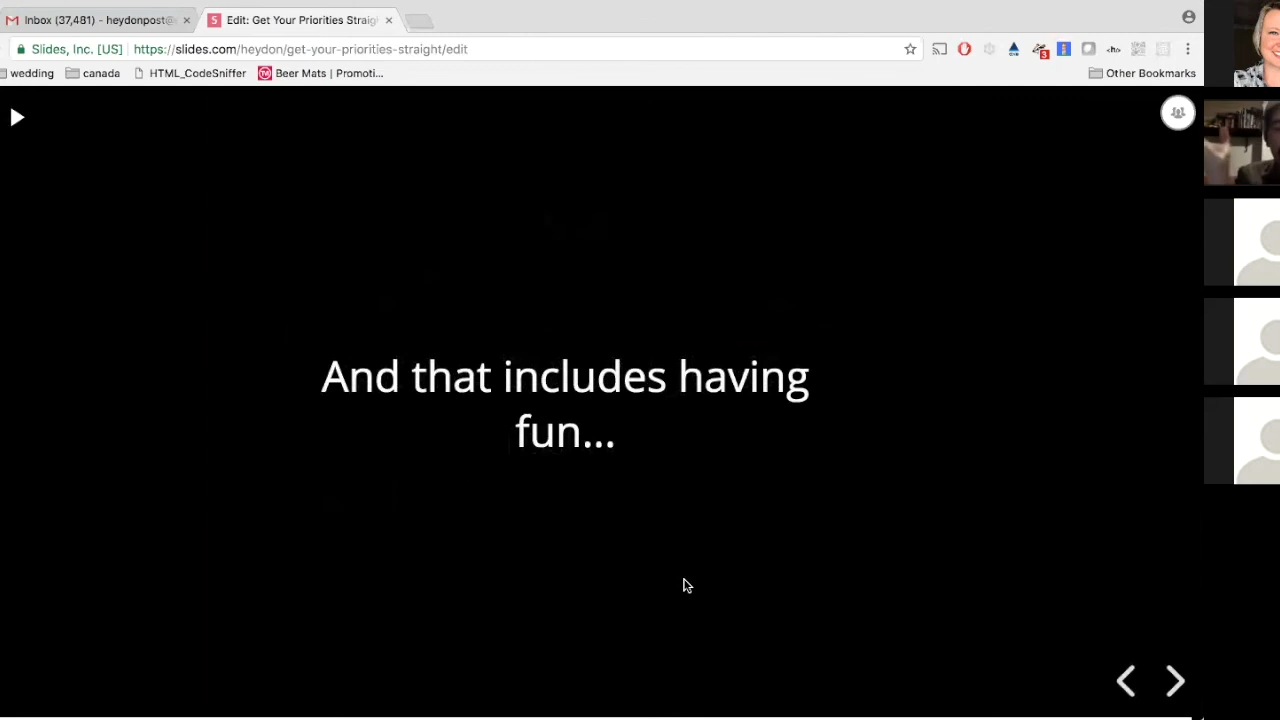 Inbox (37,481) - heydonpost@
Edit: Get Your Priorities Straig
Slides, Inc. [US]
https://slides.com/heydon/get-your-priorities-straight/edit
wedding
canada
HTML_CodeSniffer
Beer Mats | Promoti...
Other Bookmarks
And that includes having
fun...